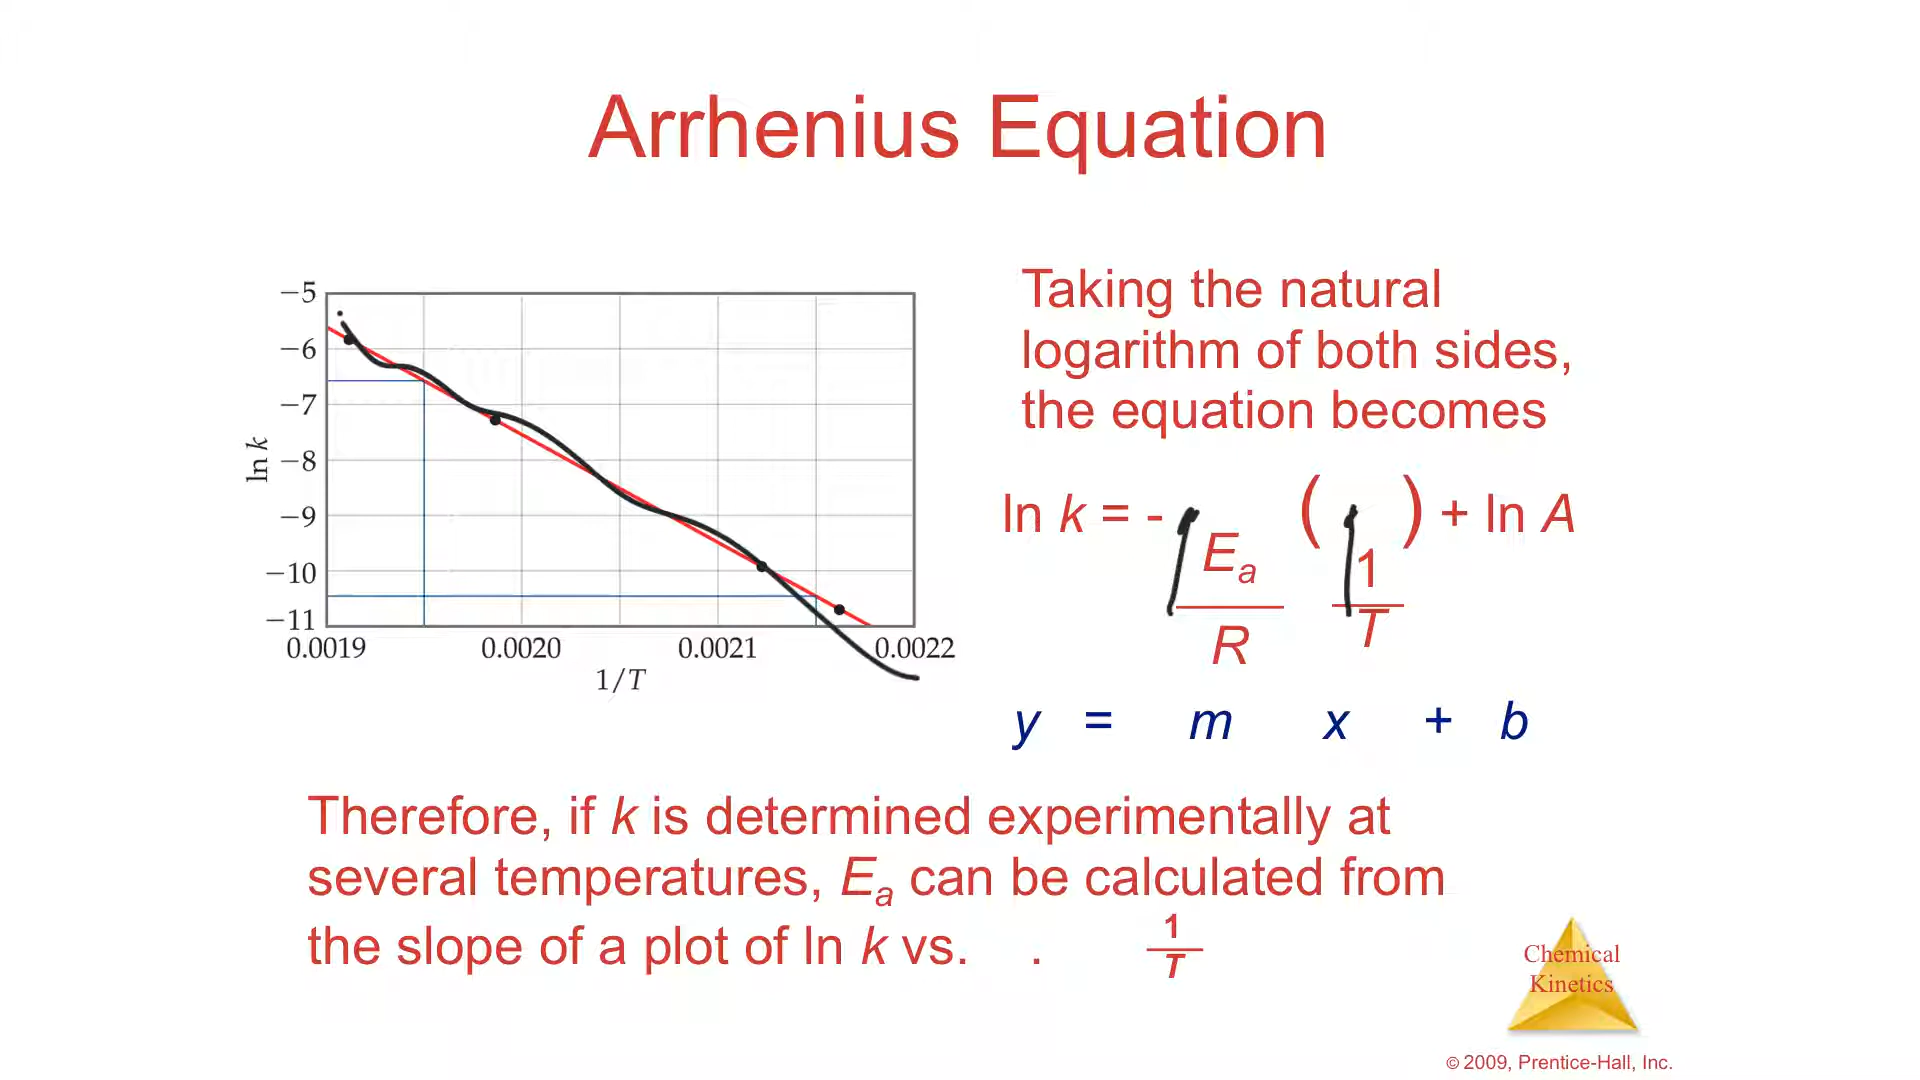 Arrhenius Equation
−5
−6
−7
−8
−9
−10
−11
ln k
0.0019 0.0020 0.0021 0.0022
1/T
Taking the natural
logarithm of both sides,
the equation becomes
ln k = - Ea/R (1/T) + ln A
y = m x + b
Therefore, if k is determined experimentally at
several temperatures, Ea can be calculated from
the slope of a plot of ln k vs. .
1
T
Chemical
Kinetics
© 2009, Prentice-Hall, Inc.